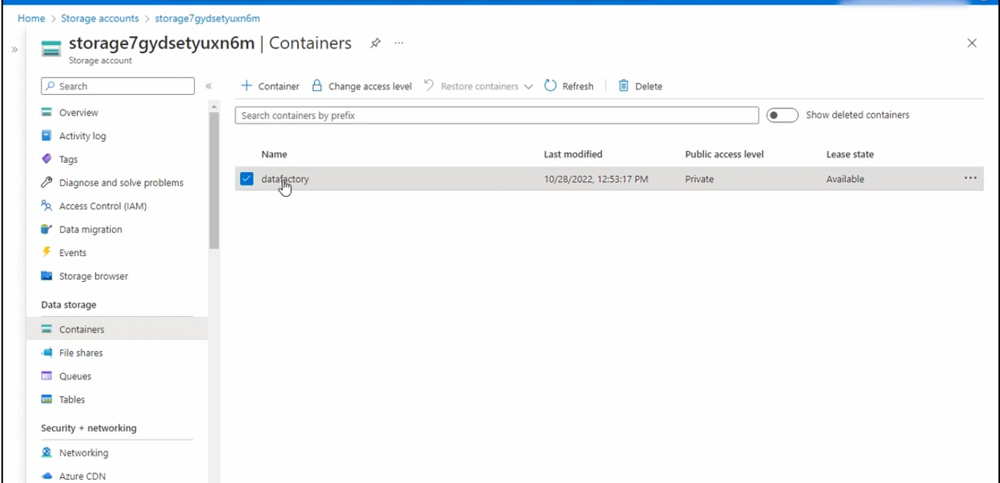 Home > Storage accounts > storage7gydsetyuxn6m
storage7gydsetyuxn6m | Containers
Storage account
Search
Container Change access level Restore containers Refresh Delete
Overview
Search containers by prefix Show deleted containers
Activity log
Tags
Name Last modified Public access level Lease state
Diagnose and solve problems
datafactory 10/28/2022, 12:53:17 PM Private Available
Access Control (IAM)
Data migration
Events
Storage browser
Data storage
Containers
File shares
Queues
Tables
Security + networking
Networking
Azure CDN